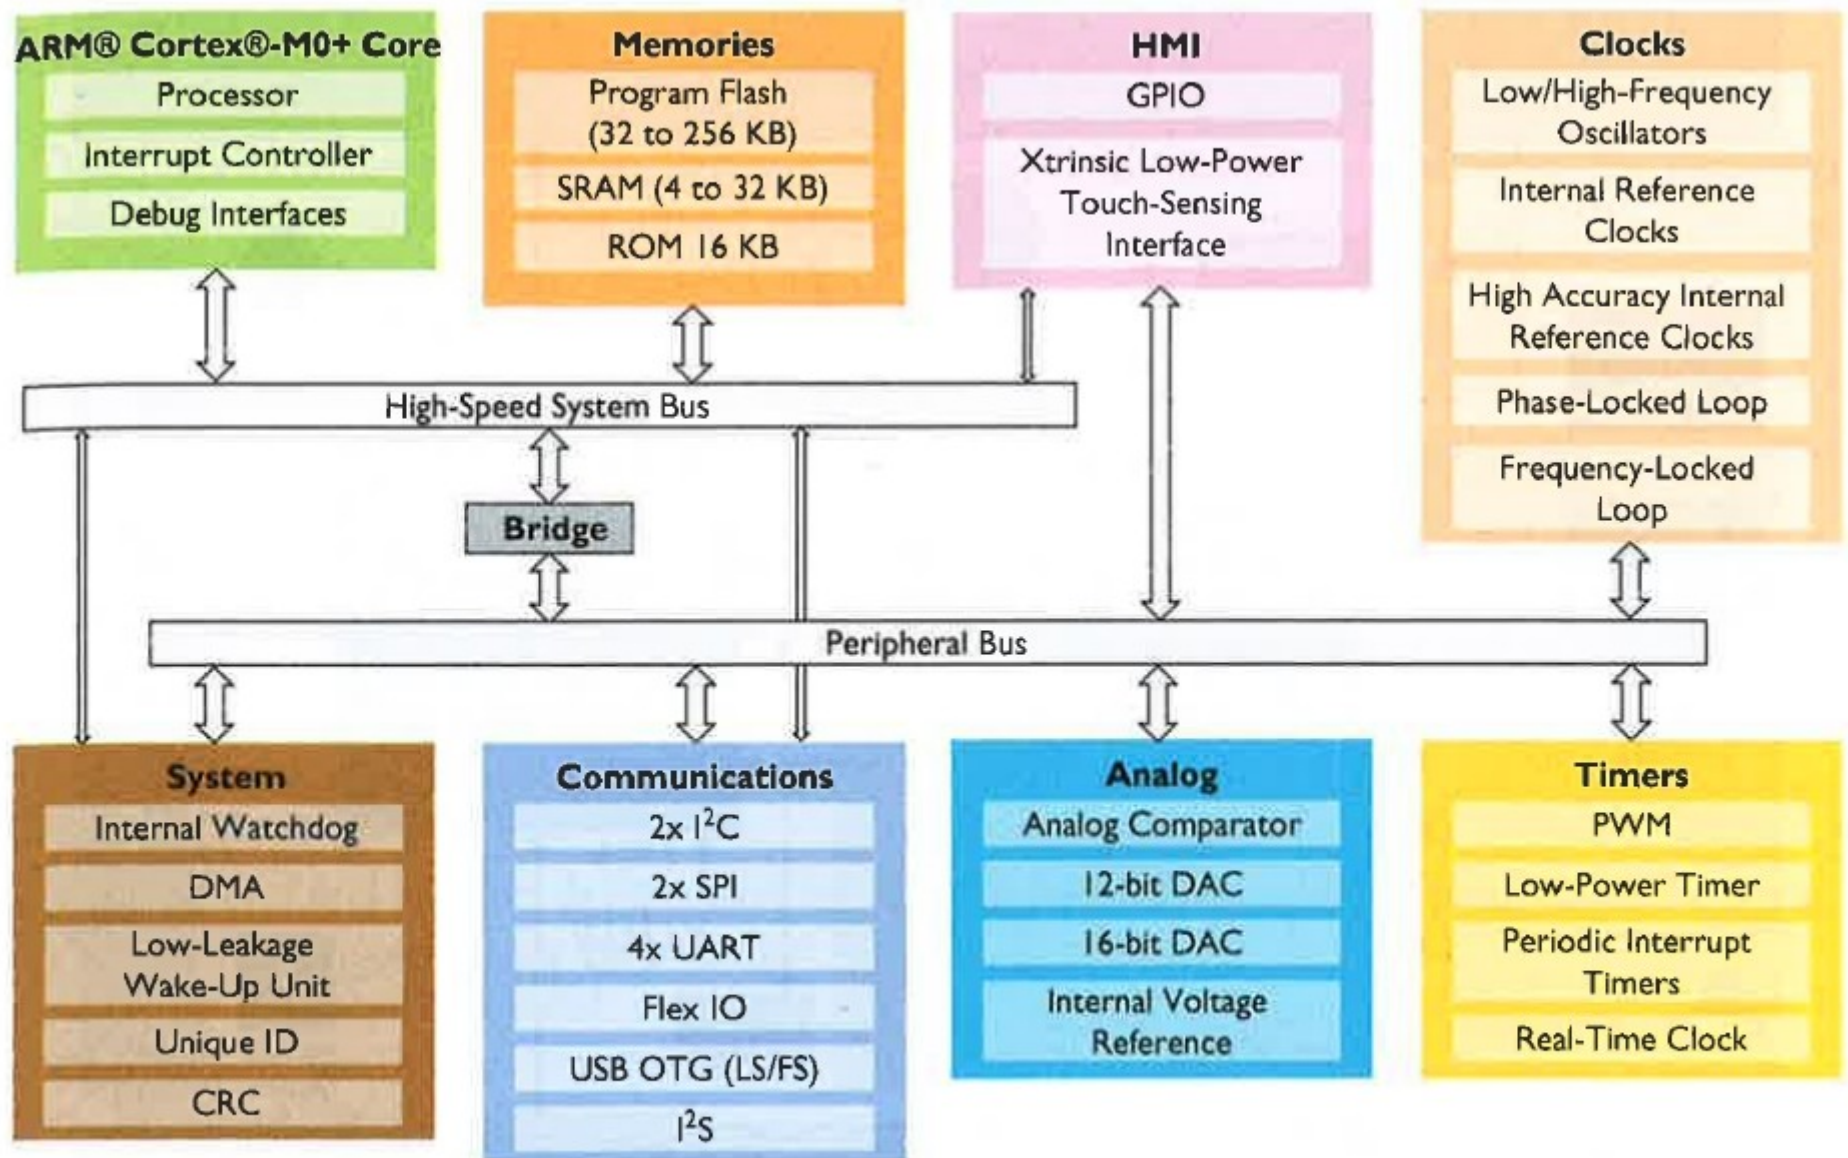 ARM® Cortex®-M0+ Core
Processor
Interrupt Controller
Debug Interfaces
Memories
Program Flash
(32 to 256 KB)
SRAM (4 to 32 KB)
ROM 16 KB
HMI
GPIO
Xtrinsic Low-Power
Touch-Sensing
Interface
Clocks
Low/High-Frequency
Oscillators
Internal Reference
Clocks
High Accuracy Internal
Reference Clocks
Phase-Locked Loop
Frequency-Locked
Loop
High-Speed System Bus
Bridge
Peripheral Bus
System
Internal Watchdog
DMA
Low-Leakage
Wake-Up Unit
Unique ID
CRC
Communications
2x I²C
2x SPI
4x UART
Flex IO
USB OTG (LS/FS)
I²S
Analog
Analog Comparator
12-bit DAC
16-bit DAC
Internal Voltage
Reference
Timers
PWM
Low-Power Timer
Periodic Interrupt
Timers
Real-Time Clock